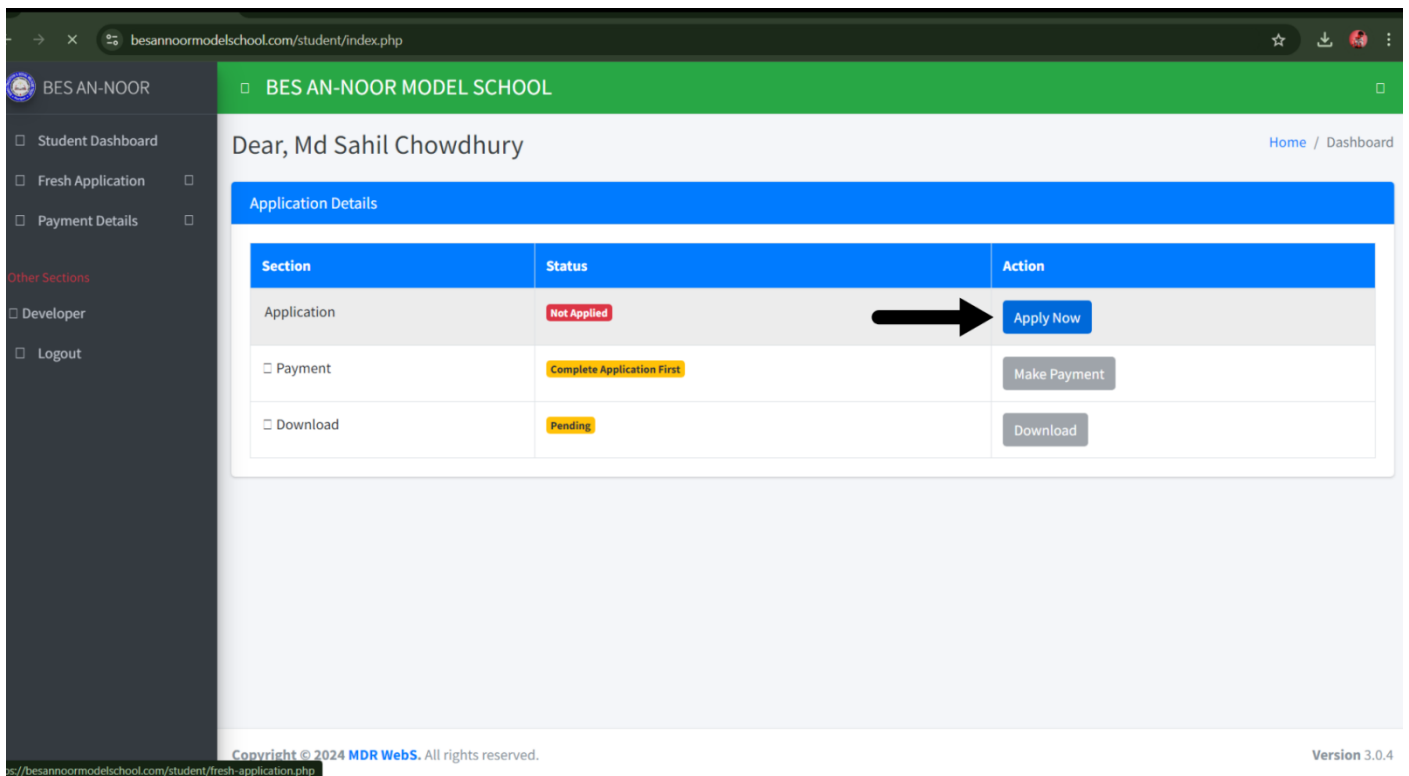 besannoormodelschool.com/student/index.php
BES AN-NOOR
BES AN-NOOR MODEL SCHOOL
Student Dashboard
Fresh Application
Payment Details
Other Sections
Developer
Logout
Dear, Md Sahil Chowdhury
Home / Dashboard
Application Details
Section Status Action
Application Not Applied Apply Now
Payment Complete Application First Make Payment
Download Pending Download
Copyright © 2024 MDR WebS. All rights reserved.
Version 3.0.4
ps://besannoormodelschool.com/student/fresh-application.php